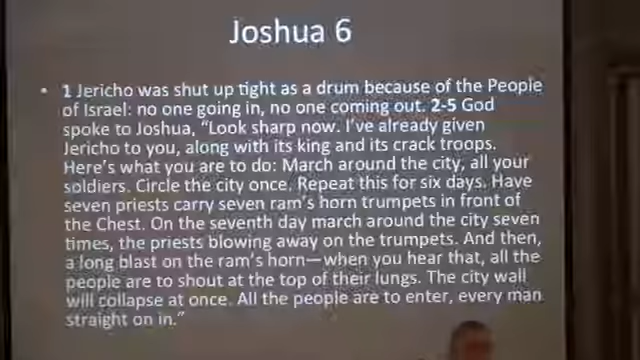 Joshua 6
• 1 Jericho was shut up tight as a drum because of the People
of Israel: no one going in, no one coming out. 2-5 God
spoke to Joshua, “Look sharp now. I’ve already given
Jericho to you, along with its king and its crack troops.
Here’s what you are to do: March around the city, all your
soldiers. Circle the city once. Repeat this for six days. Have
seven priests carry seven ram’s horn trumpets in front of
the Chest. On the seventh day march around the city seven
times, the priests blowing away on the trumpets. And then,
a long blast on the ram’s horn—when you hear that, all the
people are to shout at the top of their lungs. The city wall
will collapse at once. All the people are to enter, every man
straight on in.”